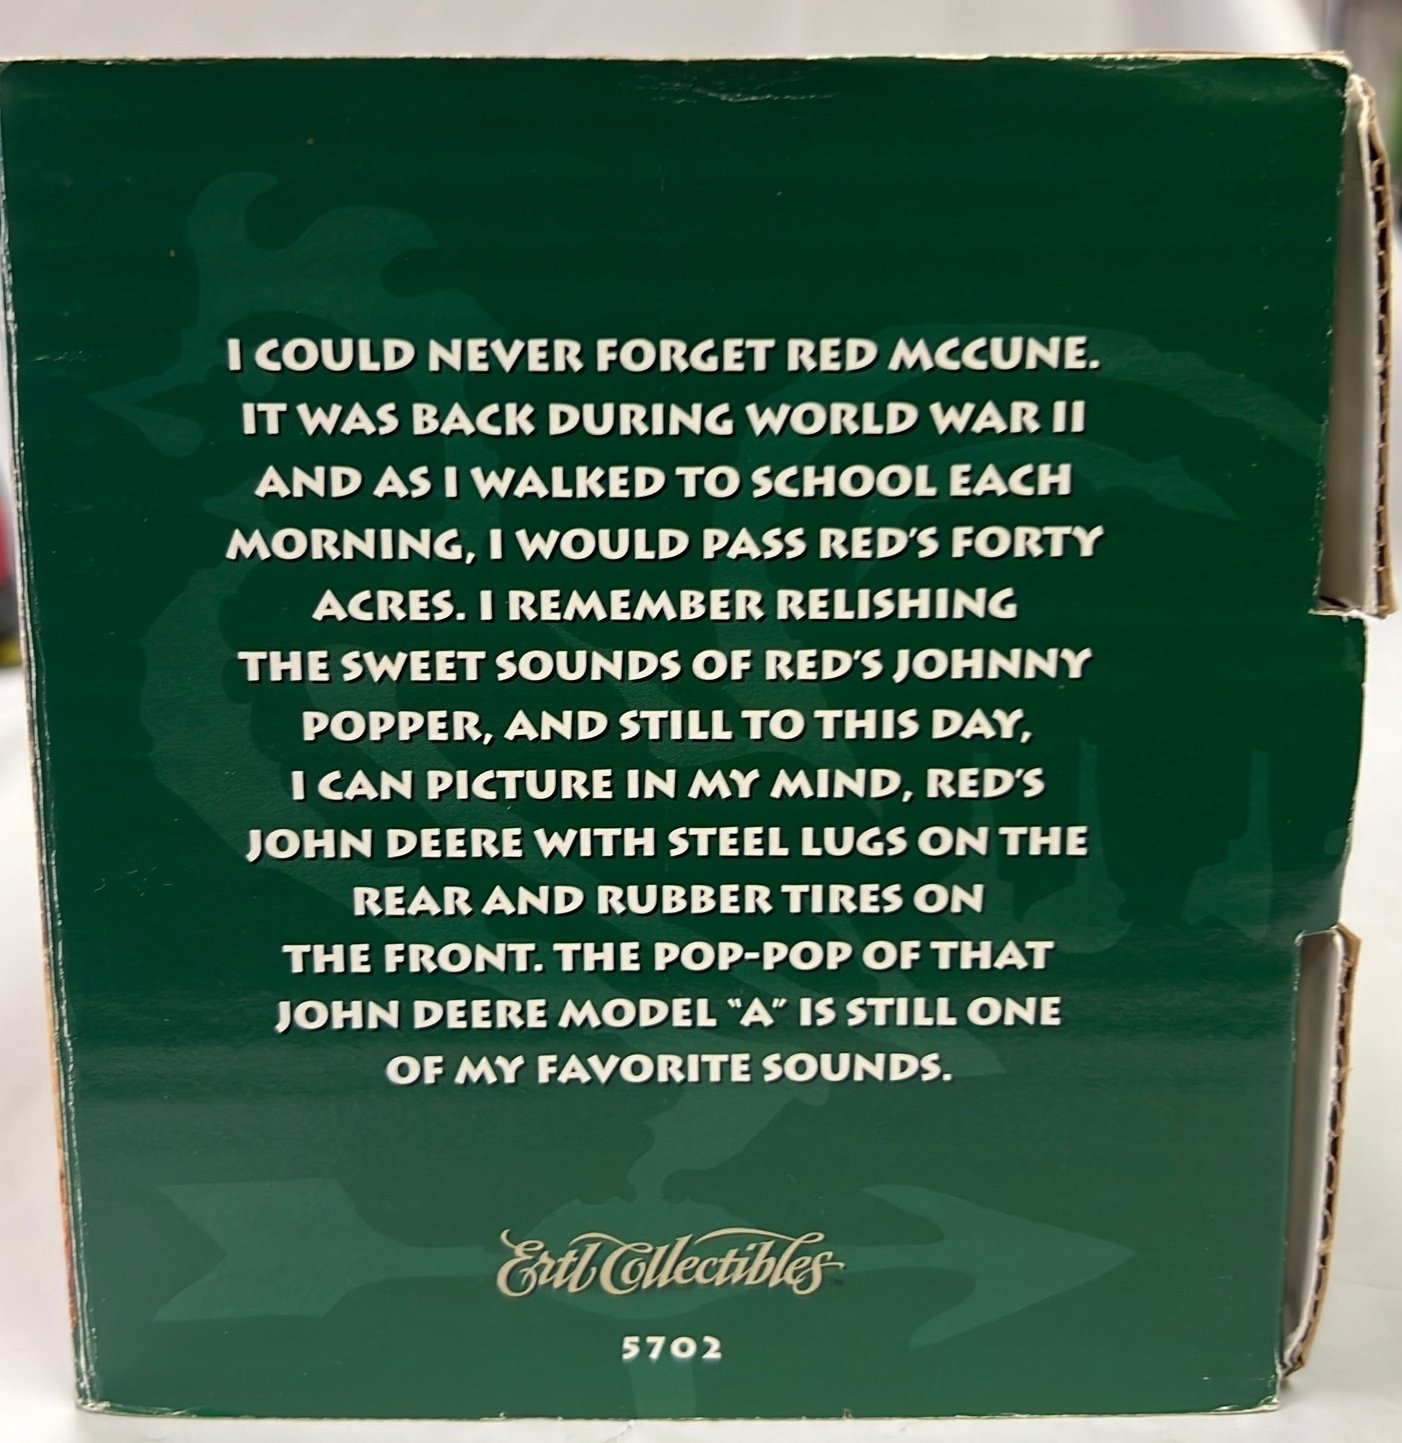 I COULD NEVER FORGET RED MCCUNE.
IT WAS BACK DURING WORLD WAR II
AND AS I WALKED TO SCHOOL EACH
MORNING, I WOULD PASS RED'S FORTY
ACRES. I REMEMBER RELISHING
THE SWEET SOUNDS OF RED'S JOHNNY
POPPER, AND STILL TO THIS DAY,
I CAN PICTURE IN MY MIND, RED'S
JOHN DEERE WITH STEEL LUGS ON THE
REAR AND RUBBER TIRES ON
THE FRONT. THE POP-POP OF THAT
JOHN DEERE MODEL "A" IS STILL ONE
OF MY FAVORITE SOUNDS.
Ertl Collectibles™
5702